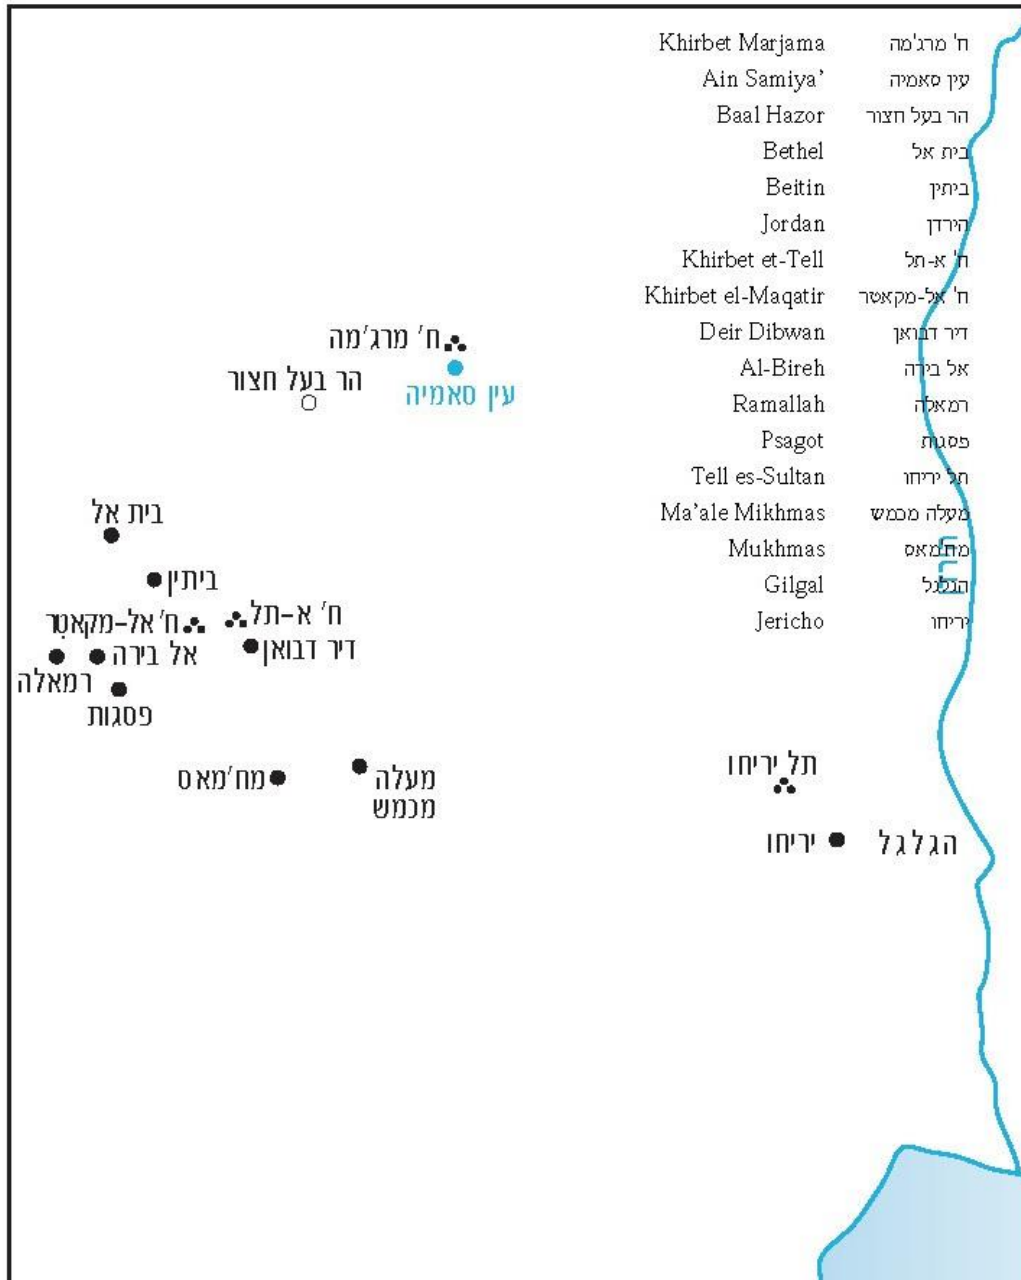 Khirbet Marjama ח' מרג'מה
Ain Samiya’ עין סאמיה
Baal Hazor הר בעל חצור
Bethel בית אל
Beitin ביתין
Jordan הירדן
Khirbet et-Tell ח' א-תל
Khirbet el-Maqatir ח' אל-מקאטר
Deir Dibwan דיר דבואן
Al-Bireh אל בירה
Ramallah רמאלה
Psagot פסגות
Tell es-Sultan תל יריחו
Ma’ale Mikhmas מעלה מכמש
Mukhmas מח'מאס
Gilgal הגלגל
Jericho יריחו
ח' מרג'מה
הר בעל חצור
עין סאמיה
בית אל
ביתין
ח' א-תל
ח' אל-מקאטר
דיר דבואן
אל בירה
רמאלה
פסגות
מח'מאס
מעלה
מכמש
תל יריחו
יריחו
הגלגל